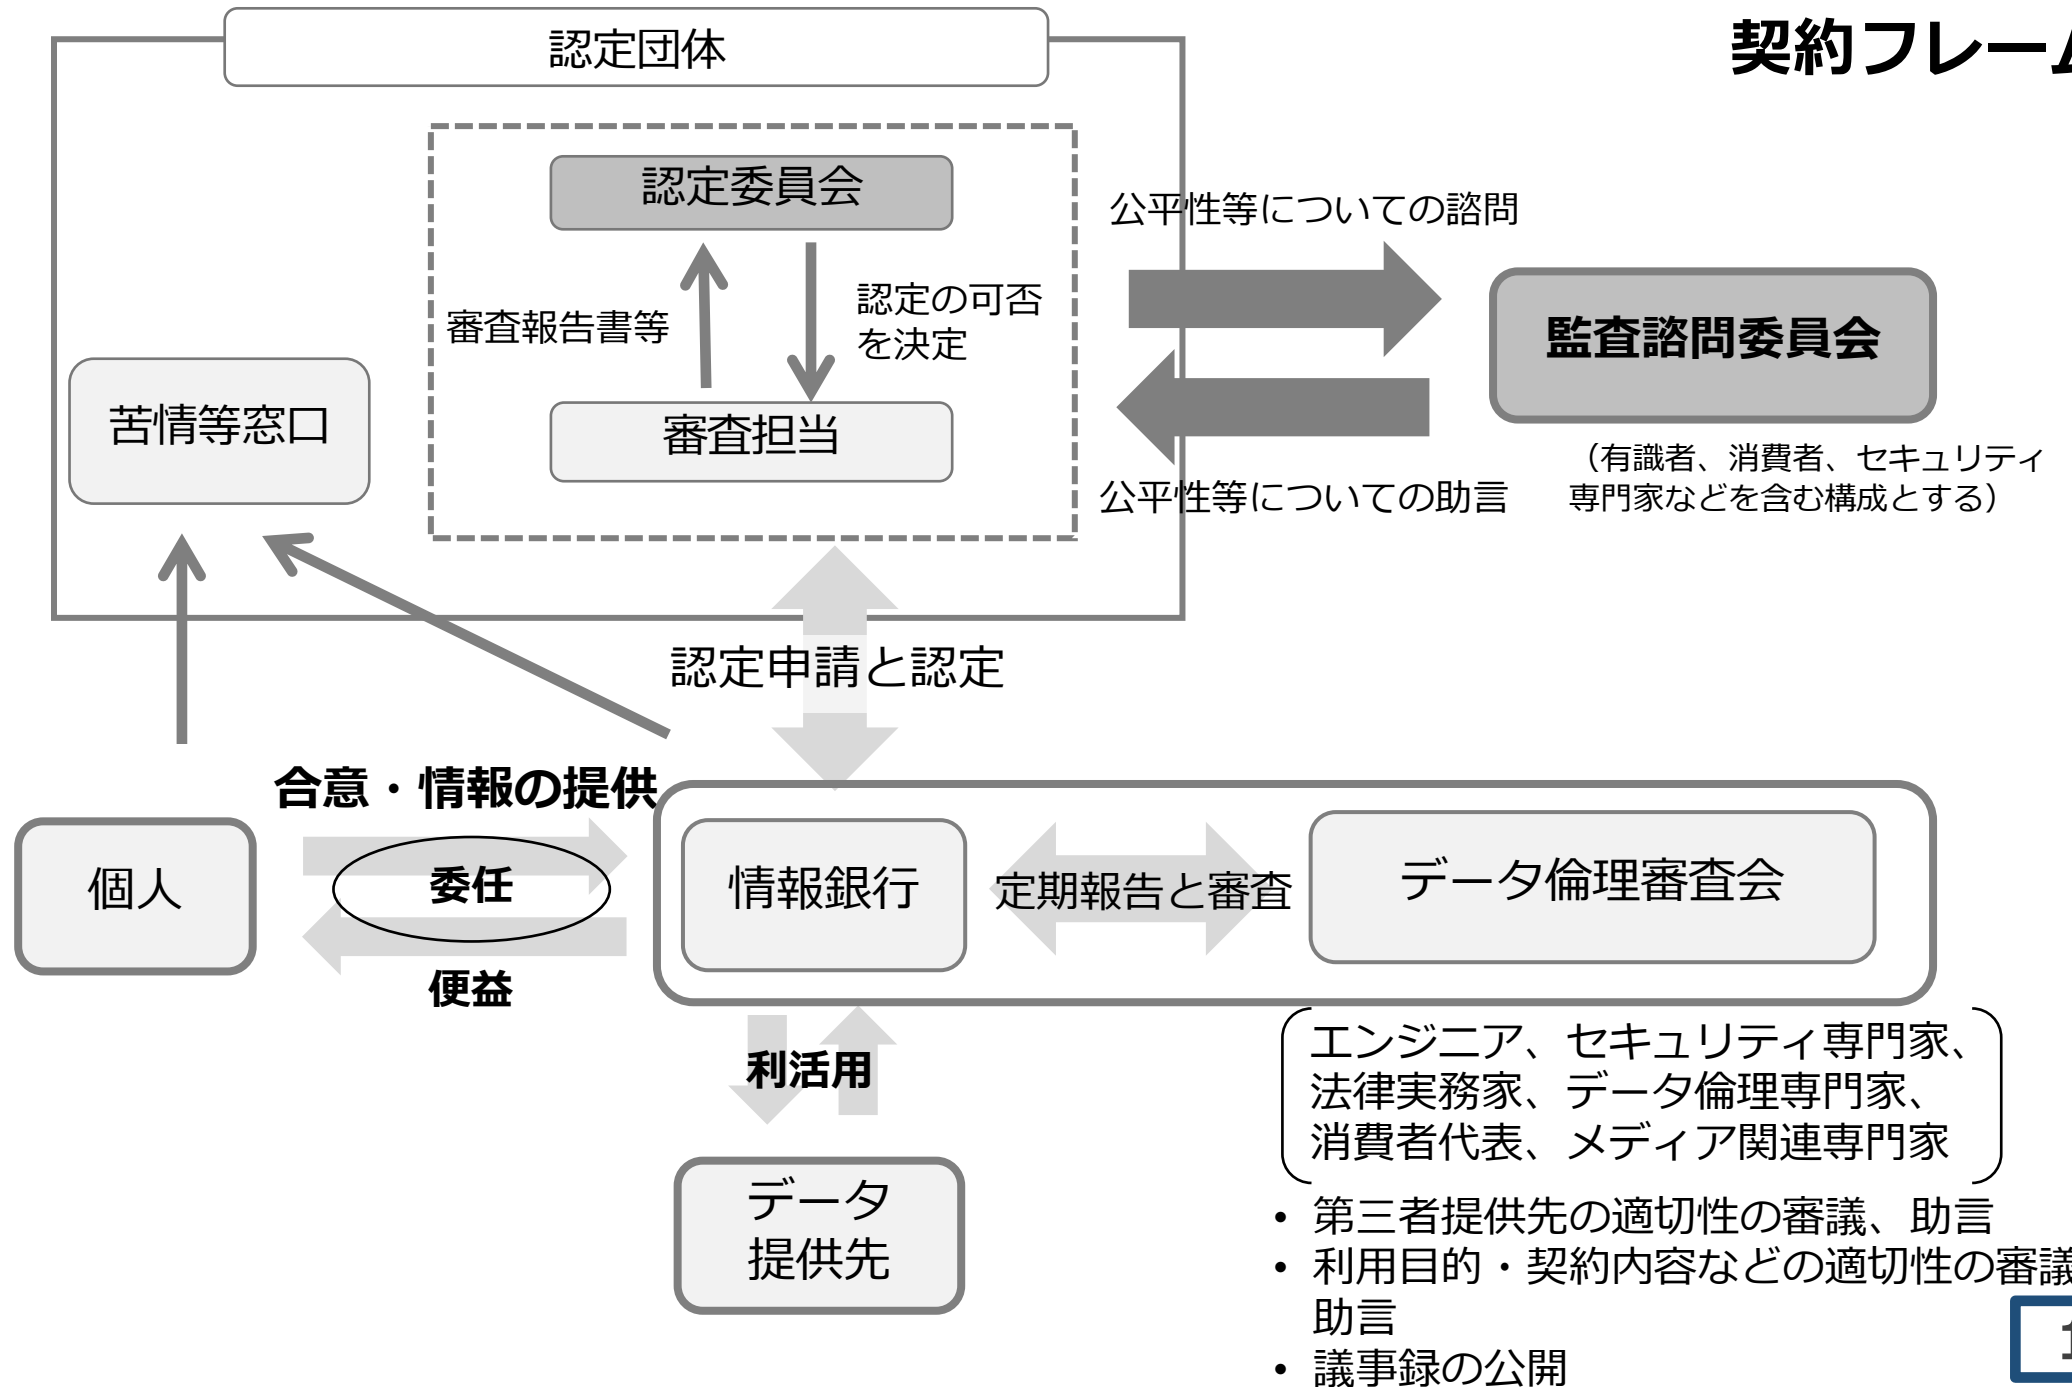 認定団体
契約フレーム
認定委員会
公平性等についての諮問
審査報告書等
認定の可否
を決定
監査諮問委員会
苦情等窓口
審査担当
公平性等についての助言
（有識者、消費者、セキュリティ
専門家などを含む構成とする）
認定申請と認定
合意・情報の提供
個人
委任
便益
情報銀行
定期報告と審査
データ倫理審査会
利活用
エンジニア、セキュリティ専門家、
法律実務家、データ倫理専門家、
消費者代表、メディア関連専門家
データ
提供先
• 第三者提供先の適切性の審議、助言
• 利用目的・契約内容などの適切性の審議
助言
• 議事録の公開